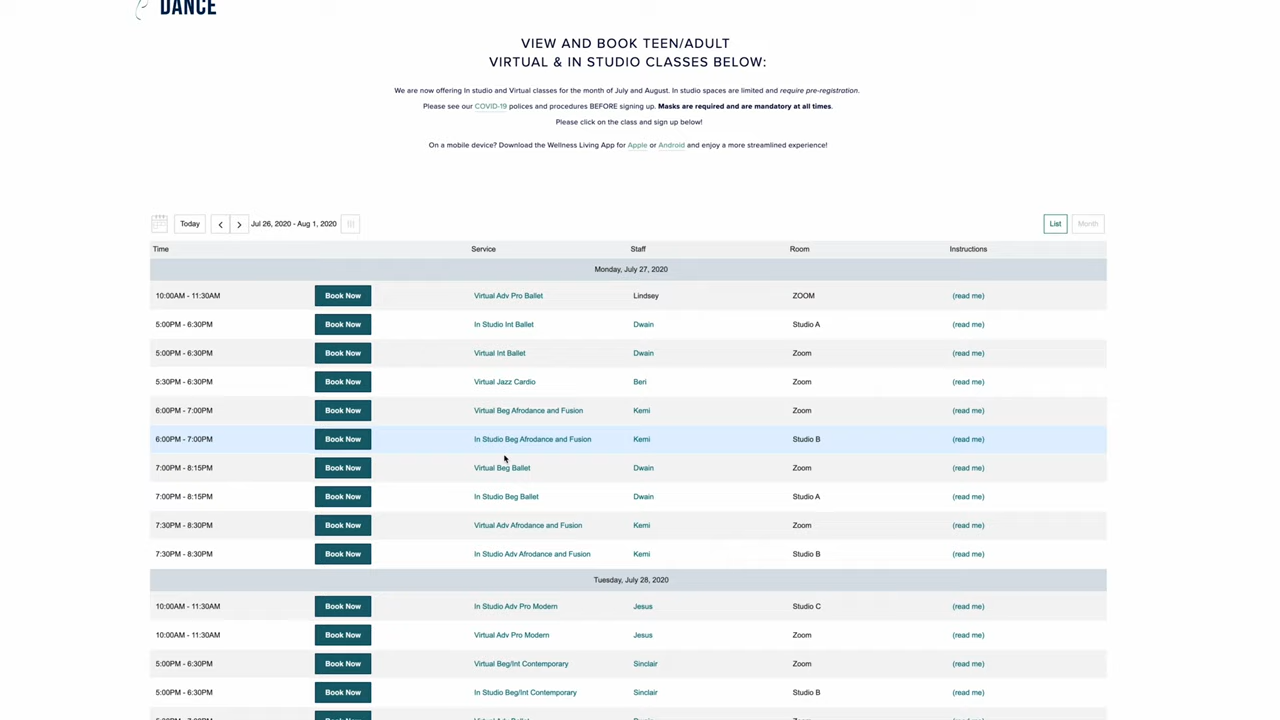 DANCE
VIEW AND BOOK TEEN/ADULT
VIRTUAL & IN STUDIO CLASSES BELOW:
We are now offering In studio and Virtual classes for the month of July and August. In studio spaces are limited and require pre-registration.
Please see our COVID-19 polices and procedures BEFORE signing up. Masks are required and are mandatory at all times.
Please click on the class and sign up below!
On a mobile device? Download the Wellness Living App for Apple or Android and enjoy a more streamlined experience!
Today Jul 26, 2020 - Aug 1, 2020 List Month
Time Service Staff Room Instructions
Monday, July 27, 2020
10:00AM - 11:30AM Book Now Virtual Adv Pro Ballet Lindsey ZOOM (read me)
5:00PM - 6:30PM Book Now In Studio Int Ballet Dwain Studio A (read me)
5:00PM - 6:30PM Book Now Virtual Int Ballet Dwain Zoom (read me)
5:30PM - 6:30PM Book Now Virtual Jazz Cardio Beri Zoom (read me)
6:00PM - 7:00PM Book Now Virtual Beg Afrodance and Fusion Kemi Zoom (read me)
6:00PM - 7:00PM Book Now In Studio Beg Afrodance and Fusion Kemi Studio B (read me)
7:00PM - 8:15PM Book Now Virtual Beg Ballet Dwain Zoom (read me)
7:00PM - 8:15PM Book Now In Studio Beg Ballet Dwain Studio A (read me)
7:30PM - 8:30PM Book Now Virtual Adv Afrodance and Fusion Kemi Zoom (read me)
7:30PM - 8:30PM Book Now In Studio Adv Afrodance and Fusion Kemi Studio B (read me)
Tuesday, July 28, 2020
10:00AM - 11:30AM Book Now In Studio Adv Pro Modern Jesus Studio C (read me)
10:00AM - 11:30AM Book Now Virtual Adv Pro Modern Jesus Zoom (read me)
5:00PM - 6:30PM Book Now Virtual Beg/Int Contemporary Sinclair Zoom (read me)
5:00PM - 6:30PM Book Now In Studio Beg/Int Contemporary Sinclair Studio B (read me)